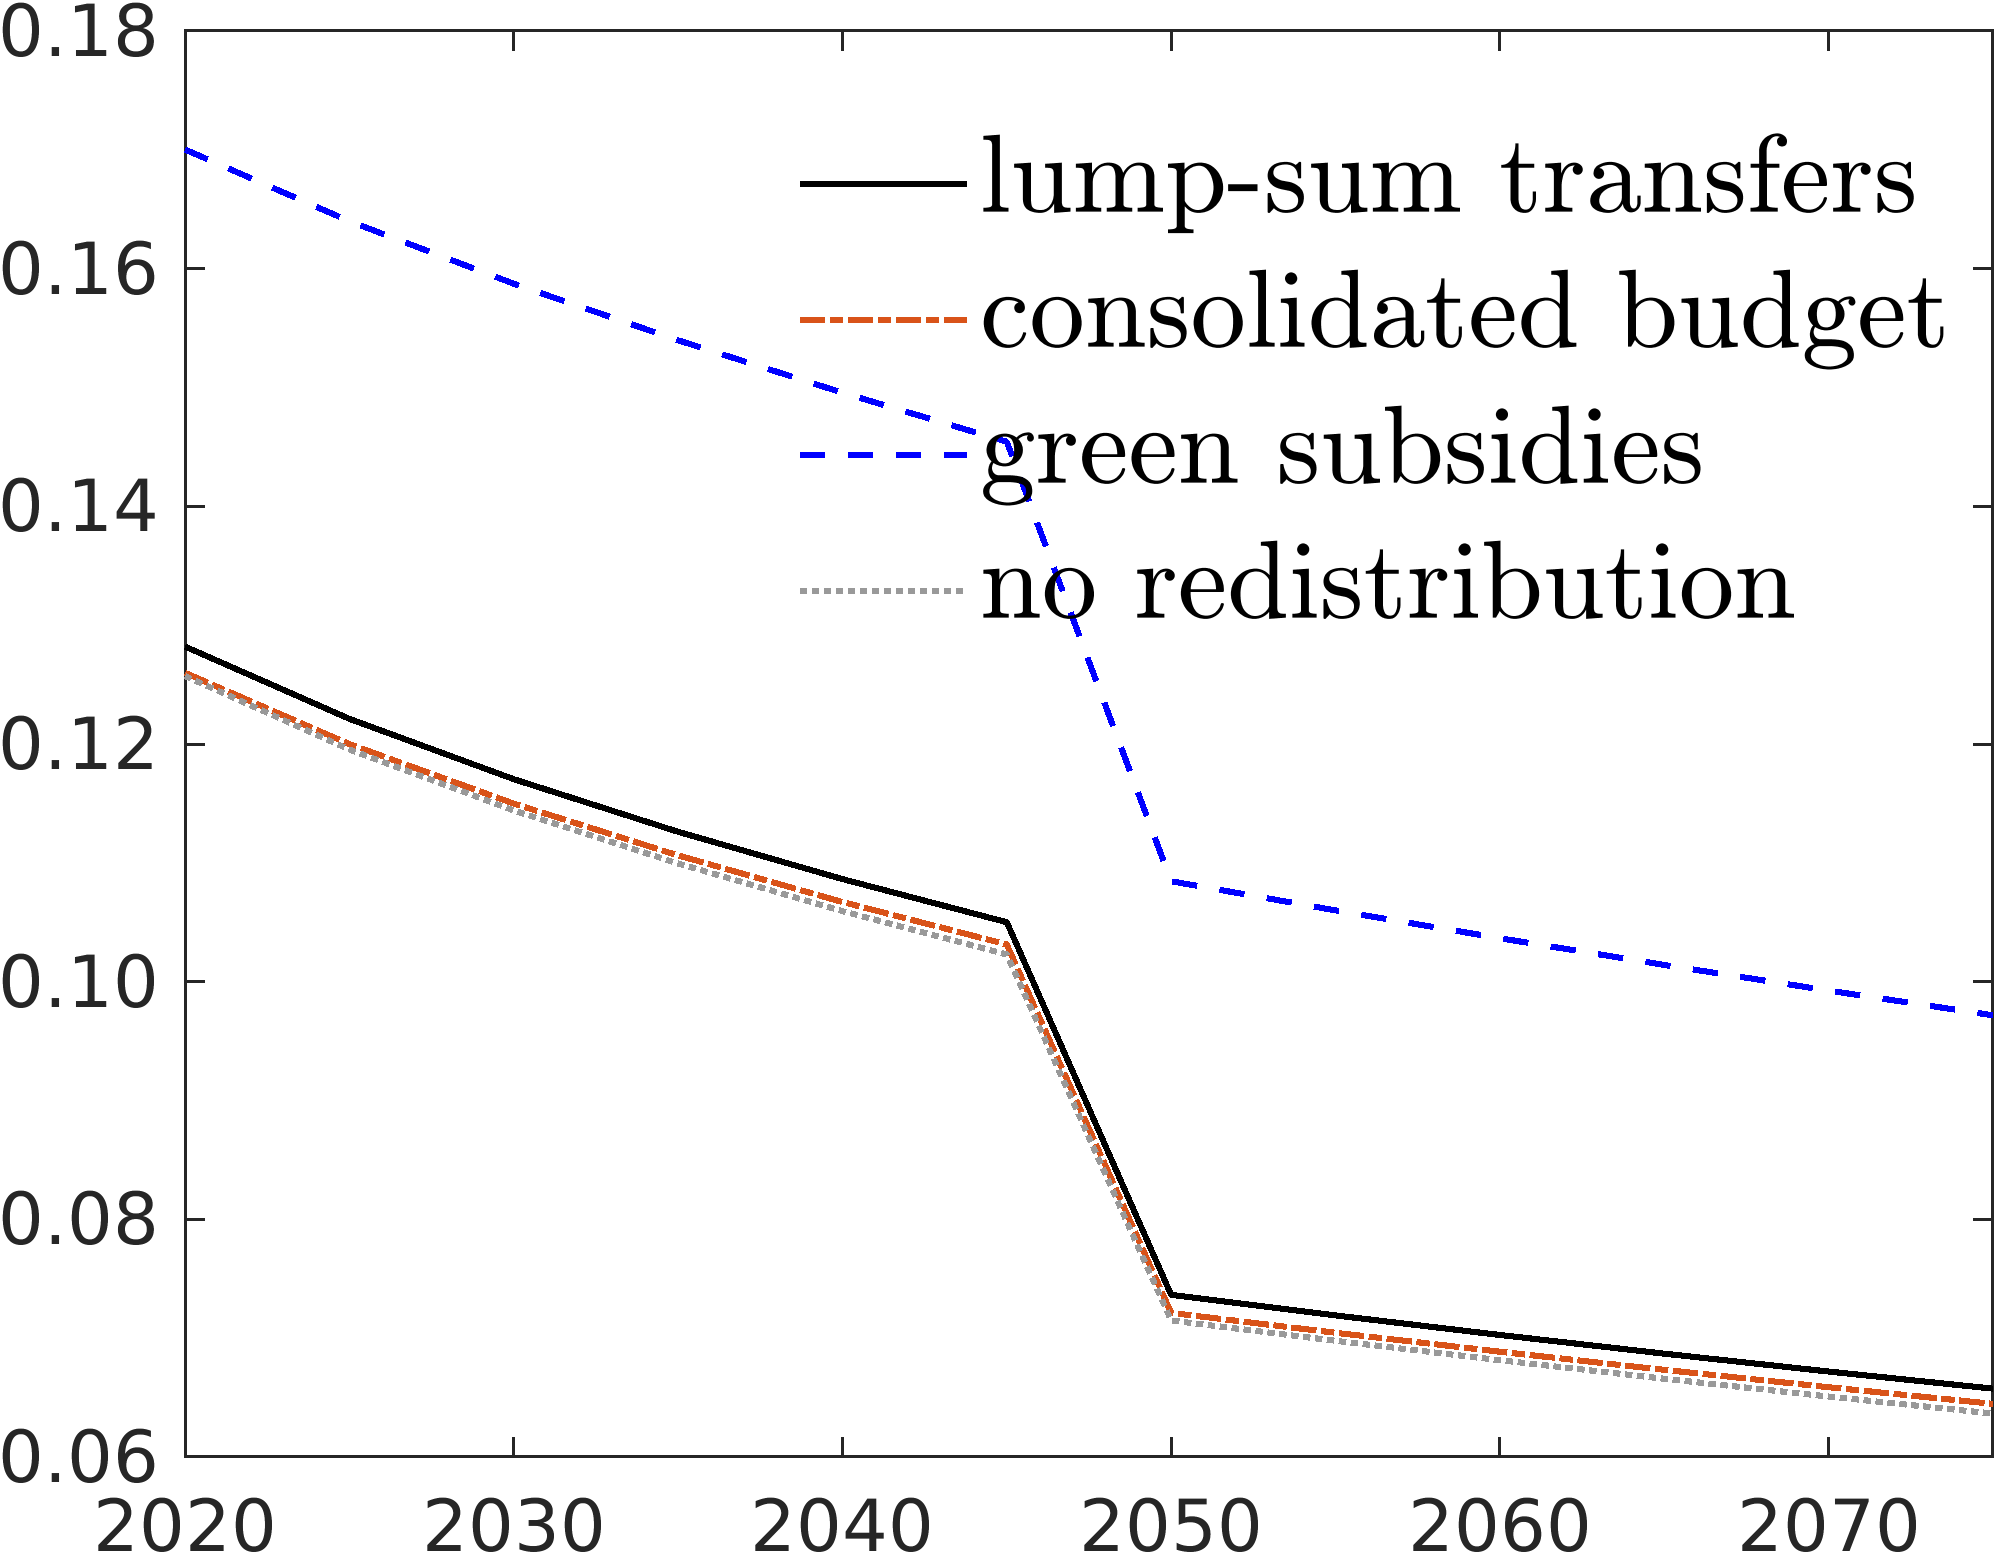 0.18
lump-sum transfers
0.16
consolidated budget
green subsidies
0.14
no redistribution
0.12
0.10
0.08
0.06
2020 2030 2040 2050 2060 2070